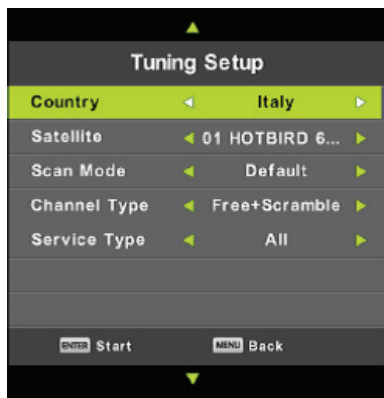 Tuning Setup
Country Italy
Satellite 01 HOTBIRD 6...
Scan Mode Default
Channel Type Free+Scramble
Service Type All
ENTER Start MENU Back